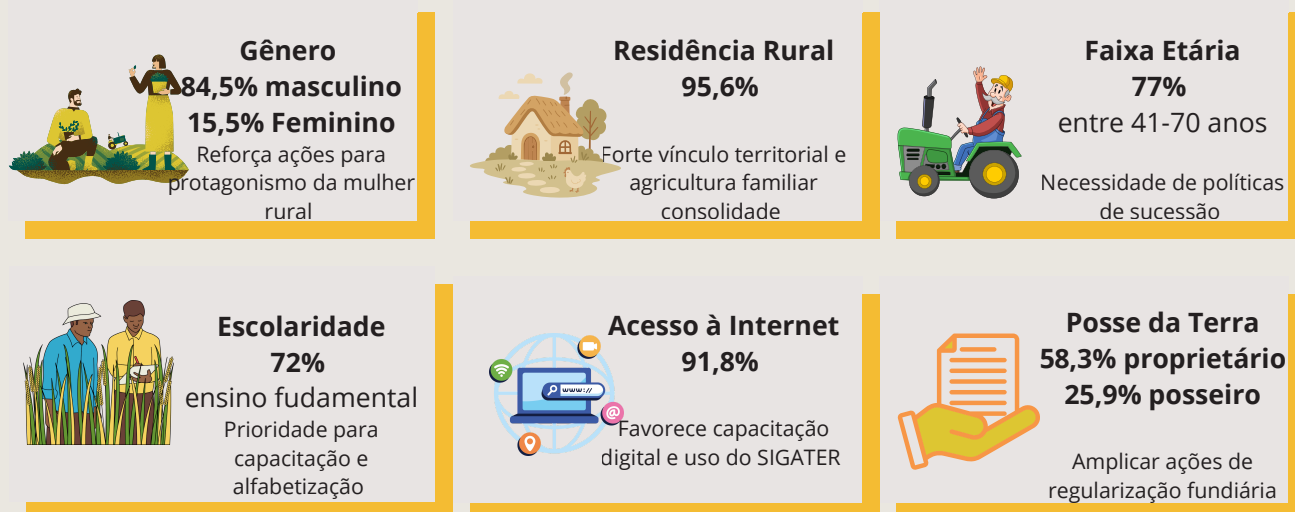 Gênero
84,5% masculino
15,5% Feminino
Reforça ações para
protagonismo da mulher
rural
Residência Rural
95,6%
Forte vínculo territorial e
agricultura familiar
consolidade
Faixa Etária
77%
entre 41-70 anos
Necessidade de políticas
de sucessão
Escolaridade
72%
ensino fudamental
Prioridade para
capacitação e
alfabetização
Acesso à Internet
91,8%
www://
@
Favorece capacitação
digital e uso do SIGATER
Posse da Terra
58,3% proprietário
25,9% posseiro
Amplicar ações de
regularização fundiária